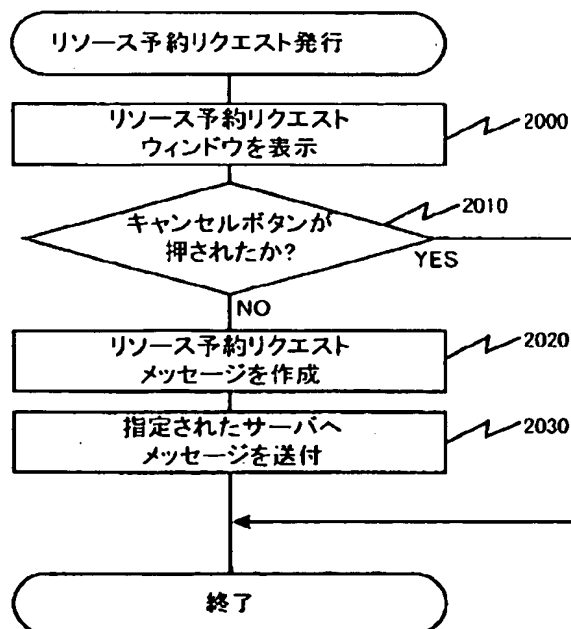 リソース予約リクエスト発行
リソース予約リクエスト
ウィンドウを表示
2000
キャンセルボタンが
押されたか?
2010
YES
NO
リソース予約リクエスト
メッセージを作成
2020
指定されたサーバへ
メッセージを送付
2030
終了